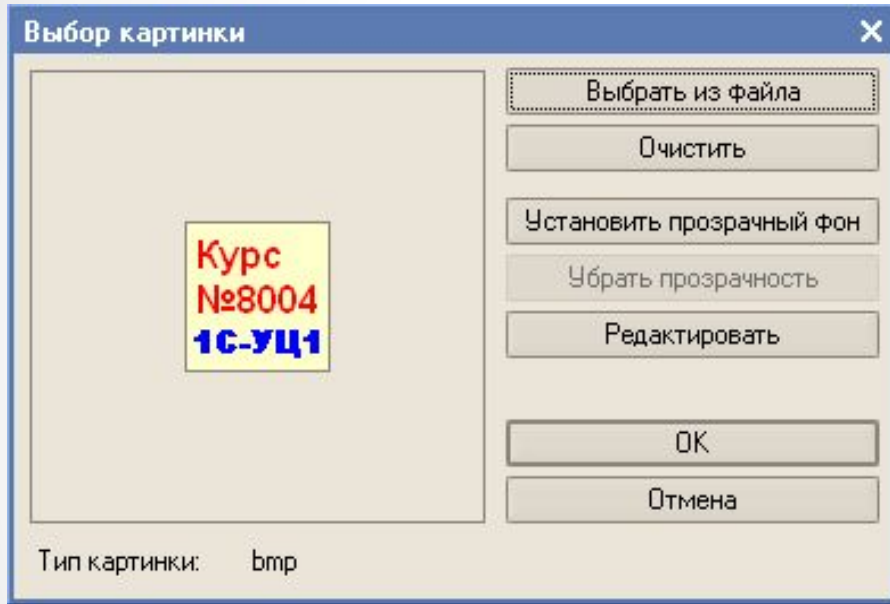 Выбор картинки
Выбрать из файла
Очистить
Установить прозрачный фон
Убрать прозрачность
Редактировать
Курс
№8004
1С-УЦ1
ОК
Отмена
Тип картинки: bmp